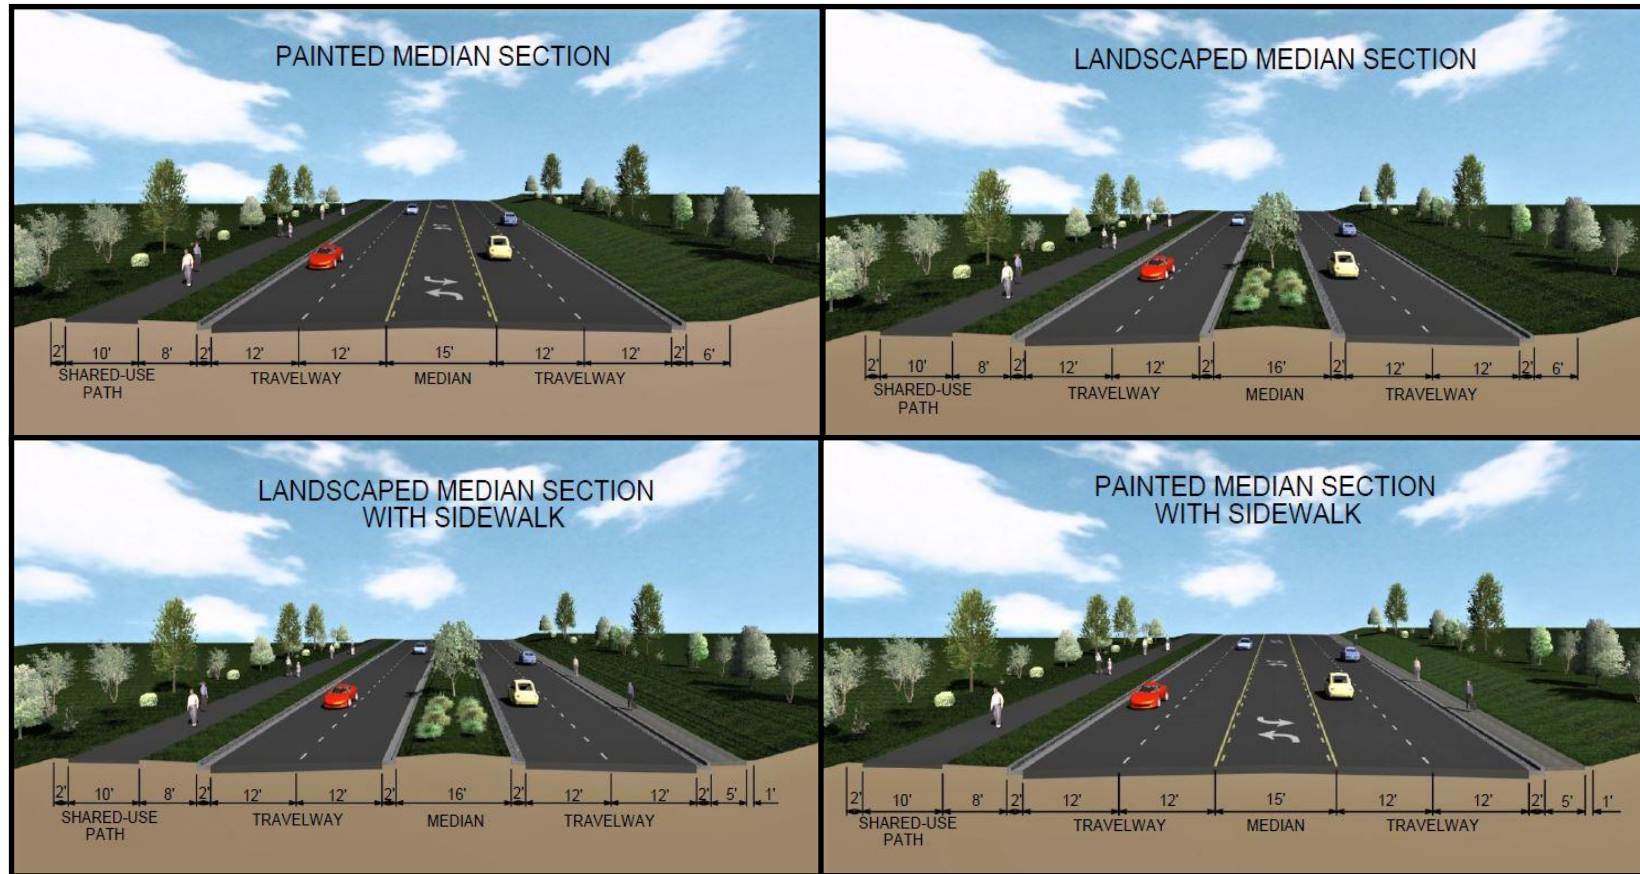 PAINTED MEDIAN SECTION
2' 10' 8' 2' 12' 12' 15' 12' 12' 2' 6'
SHARED-USE
PATH
TRAVELWAY MEDIAN TRAVELWAY
LANDSCAPED MEDIAN SECTION
2' 10' 8' 2' 12' 12' 2' 16' 2' 12' 12' 2' 6'
SHARED-USE
PATH
TRAVELWAY MEDIAN TRAVELWAY
LANDSCAPED MEDIAN SECTION
WITH SIDEWALK
2' 10' 8' 2' 12' 12' 2' 16' 2' 12' 12' 2' 5' 1'
SHARED-USE
PATH
TRAVELWAY MEDIAN TRAVELWAY
PAINTED MEDIAN SECTION
WITH SIDEWALK
2' 10' 8' 2' 12' 12' 15' 12' 12' 2' 5' 1'
SHARED-USE
PATH
TRAVELWAY MEDIAN TRAVELWAY